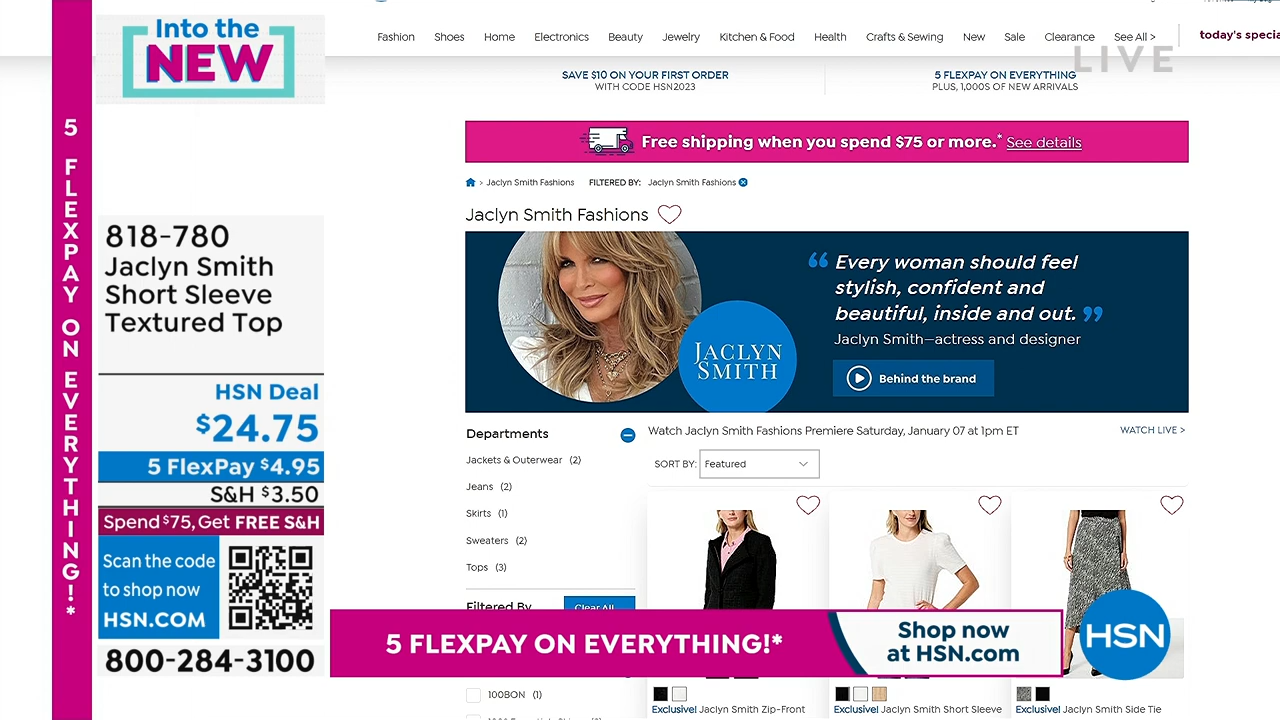 Into the
NEW
5 FLEXPAY ON EVERYTHING!*
818-780
Jaclyn Smith
Short Sleeve
Textured Top
HSN Deal
$24.75
5 FlexPay $4.95
S&H $3.50
Spend $75, Get FREE S&H
Scan the code
to shop now
HSN.COM
800-284-3100
Fashion Shoes Home Electronics Beauty Jewelry Kitchen & Food Health Crafts & Sewing New Sale Clearance See All >
today's specia
LIVE
SAVE $10 ON YOUR FIRST ORDER
WITH CODE HSN2023
5 FLEXPAY ON EVERYTHING
PLUS, 1,000S OF NEW ARRIVALS
Free shipping when you spend $75 or more.* See details
> Jaclyn Smith Fashions FILTERED BY: Jaclyn Smith Fashions
Jaclyn Smith Fashions
JACLYN
SMITH
“ Every woman should feel
stylish, confident and
beautiful, inside and out. ”
Jaclyn Smith—actress and designer
Behind the brand
Departments
Jackets & Outerwear (2)
Jeans (2)
Skirts (1)
Sweaters (2)
Tops (3)
Filtered By
Clear All
Watch Jaclyn Smith Fashions Premiere Saturday, January 07 at 1pm ET
WATCH LIVE >
SORT BY: Featured
5 FLEXPAY ON EVERYTHING!*
Shop now
at HSN.com
HSN
100BON (1)
Exclusive! Jaclyn Smith Zip-Front
Exclusive! Jaclyn Smith Short Sleeve
Exclusive! Jaclyn Smith Side Tie